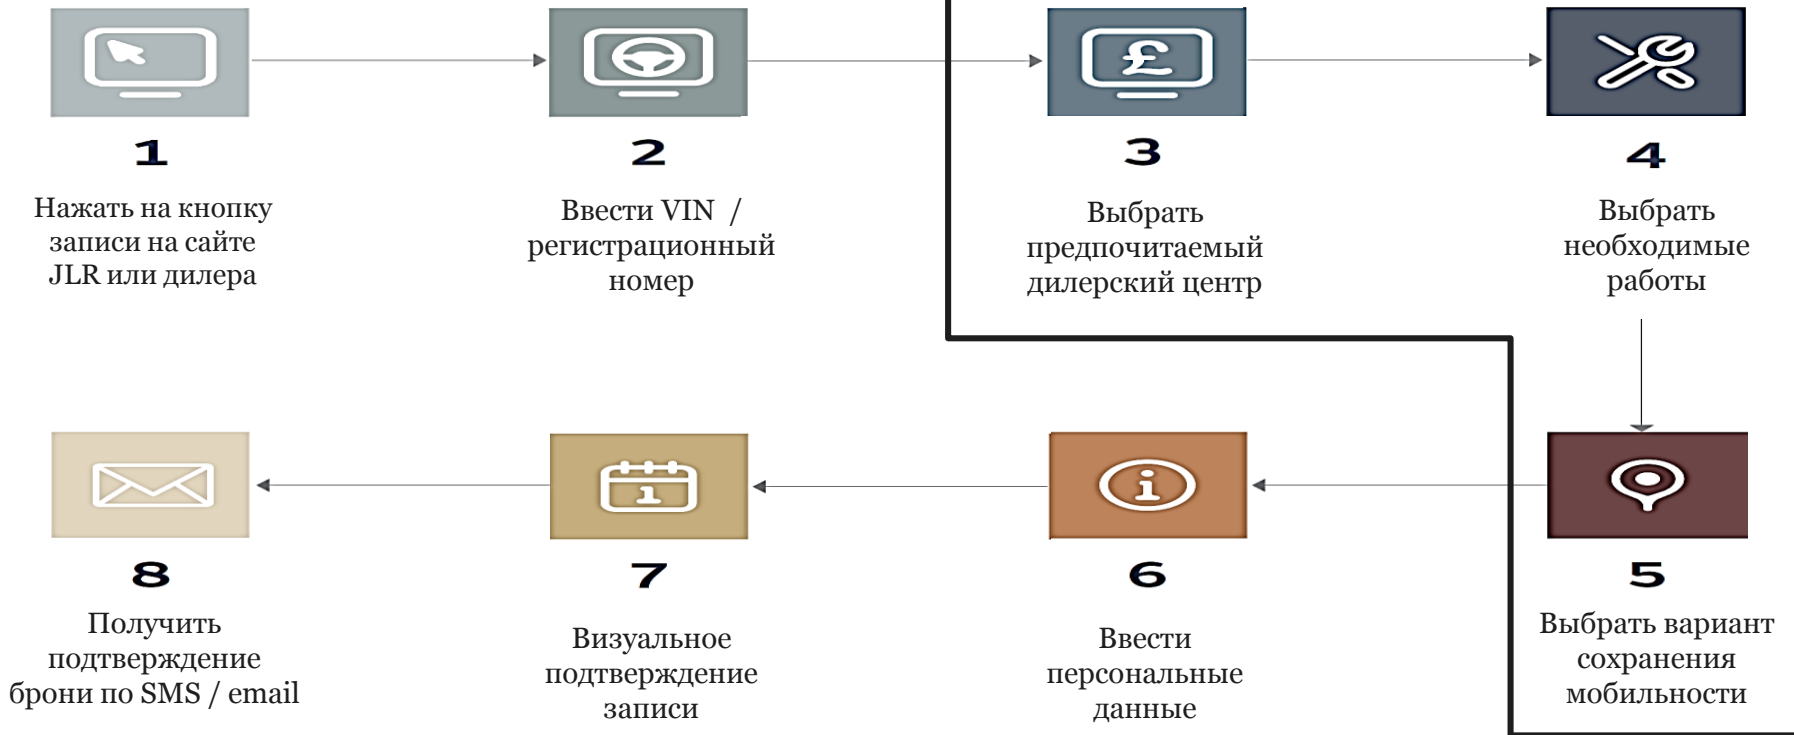 1
Нажать на кнопку
записи на сайте
JLR или дилера
2
Ввести VIN /
регистрационный
номер
£
3
Выбрать
предпочитаемый
дилерский центр
4
Выбрать
необходимые
работы
5
Выбрать вариант
сохранения
мобильности
i
6
Ввести
персональные
данные
1
7
Визуальное
подтверждение
записи
8
Получить
подтверждение
брони по SMS / email